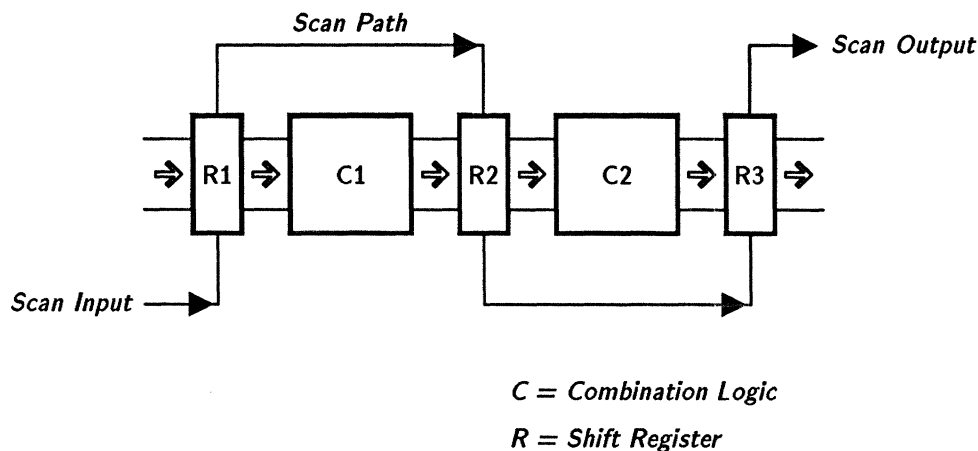 Scan Path
Scan Output
R1
C1
R2
C2
R3
Scan Input
C = Combination Logic
R = Shift Register